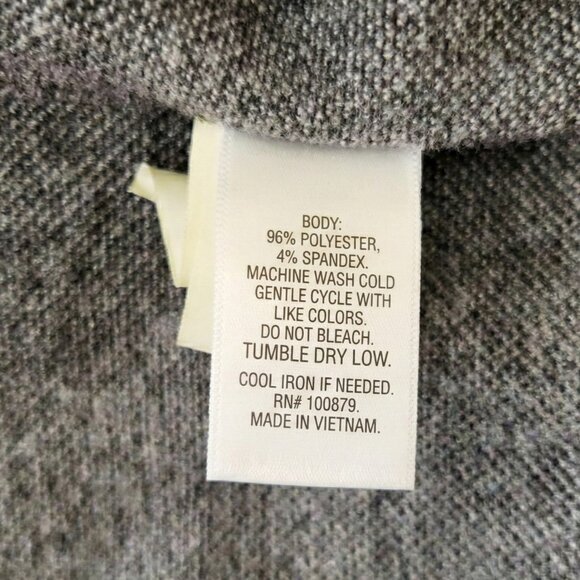 BODY:
96% POLYESTER,
4% SPANDEX.
MACHINE WASH COLD
GENTLE CYCLE WITH
LIKE COLORS.
DO NOT BLEACH.
TUMBLE DRY LOW.
COOL IRON IF NEEDED.
RN# 100879.
MADE IN VIETNAM.